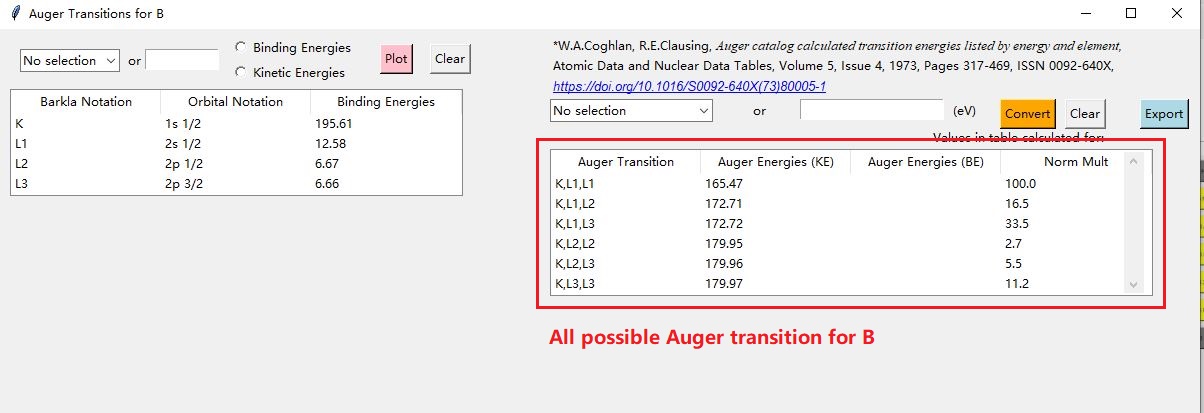 Auger Transitions for B
No selection or
Binding Energies
Kinetic Energies
Plot Clear
Barkla Notation Orbital Notation Binding Energies
K 1s 1/2 195.61
L1 2s 1/2 12.58
L2 2p 1/2 6.67
L3 2p 3/2 6.66
*W.A.Coghlan, R.E.Clausing, Auger catalog calculated transition energies listed by energy and element,
Atomic Data and Nuclear Data Tables, Volume 5, Issue 4, 1973, Pages 317-469, ISSN 0092-640X,
https://doi.org/10.1016/S0092-640X(73)80005-1
No selection or (eV) Convert Clear Export
Values in table calculated for:
Auger Transition Auger Energies (KE) Auger Energies (BE) Norm Mult
K,L1,L1 165.47 100.0
K,L1,L2 172.71 16.5
K,L1,L3 172.72 33.5
K,L2,L2 179.95 2.7
K,L2,L3 179.96 5.5
K,L3,L3 179.97 11.2
All possible Auger transition for B